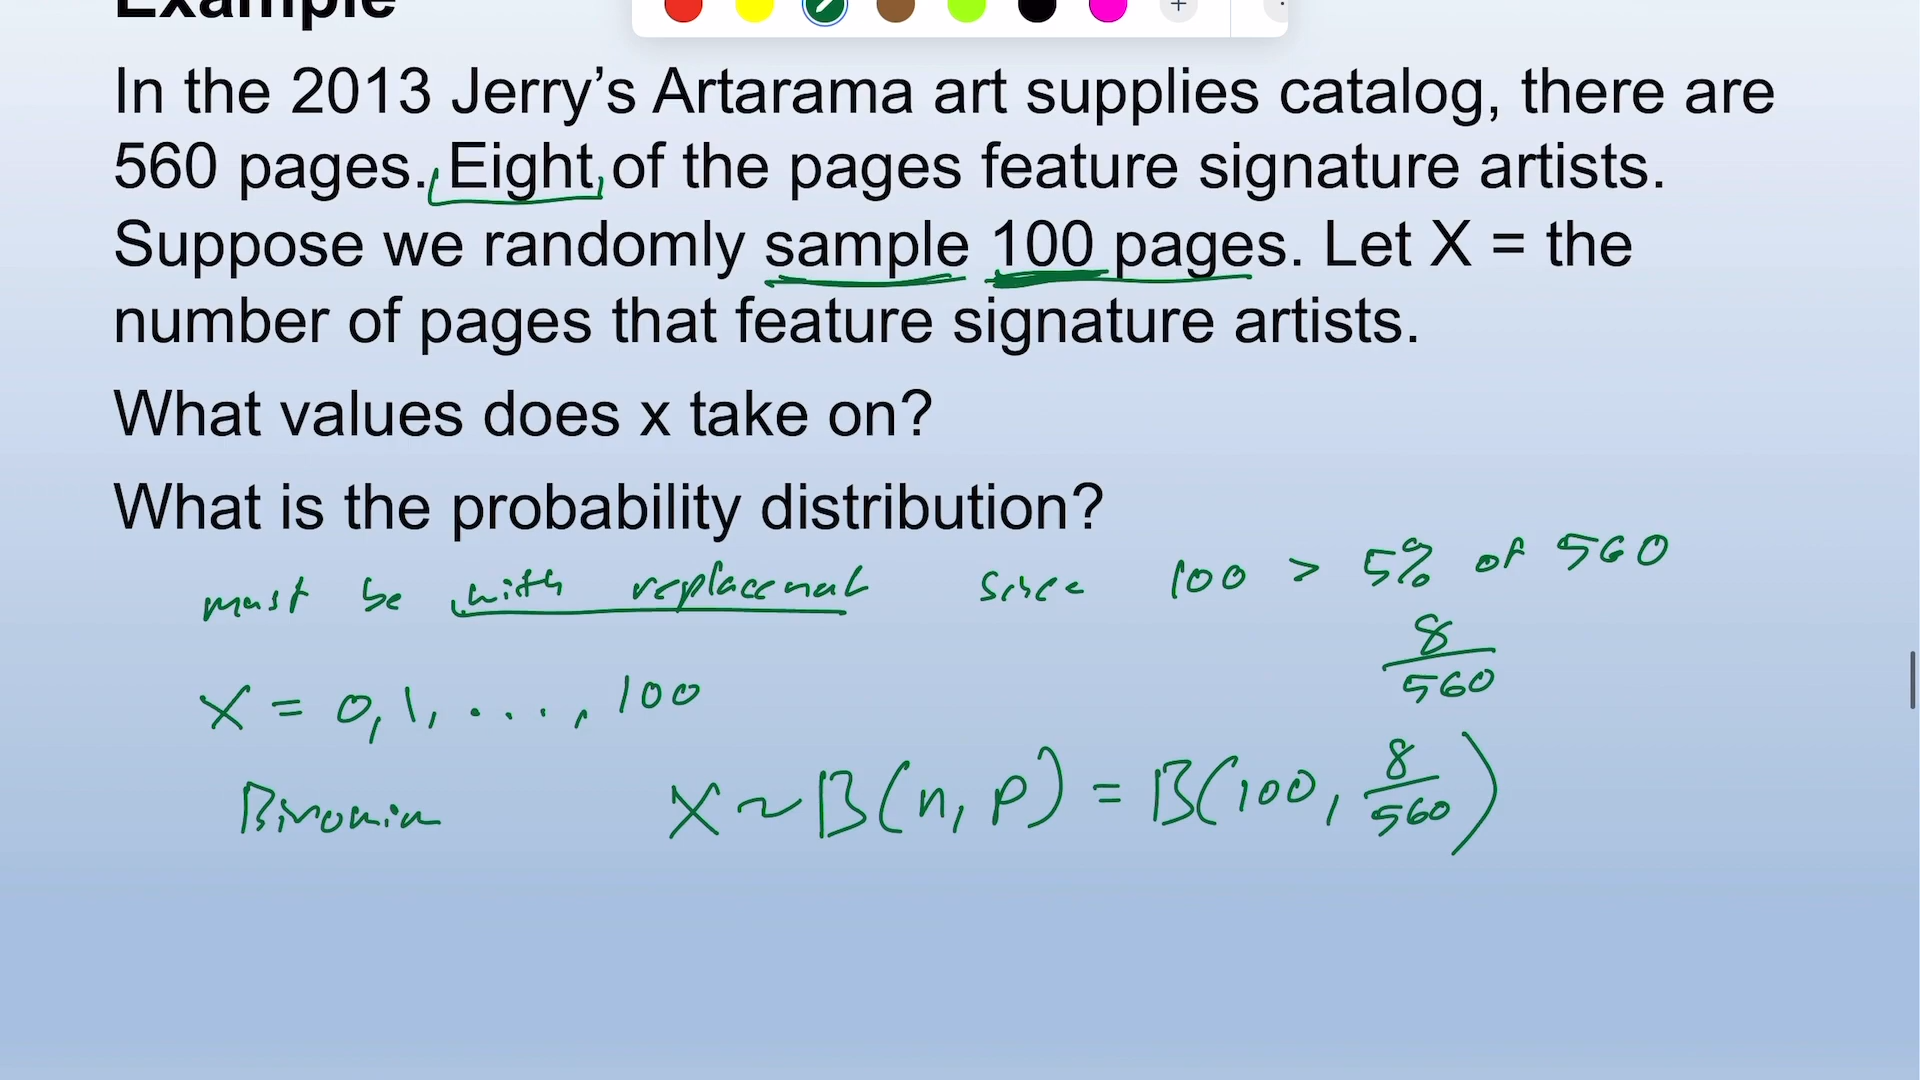 Example
In the 2013 Jerry’s Artarama art supplies catalog, there are
560 pages. Eight of the pages feature signature artists.
Suppose we randomly sample 100 pages. Let X = the
number of pages that feature signature artists.
What values does x take on?
What is the probability distribution?
must be with replacement since 100 > 5% of 560
8/560
X = 0, 1, ..., 100
Binomial X ~ B(n, p) = B(100, 8/560)